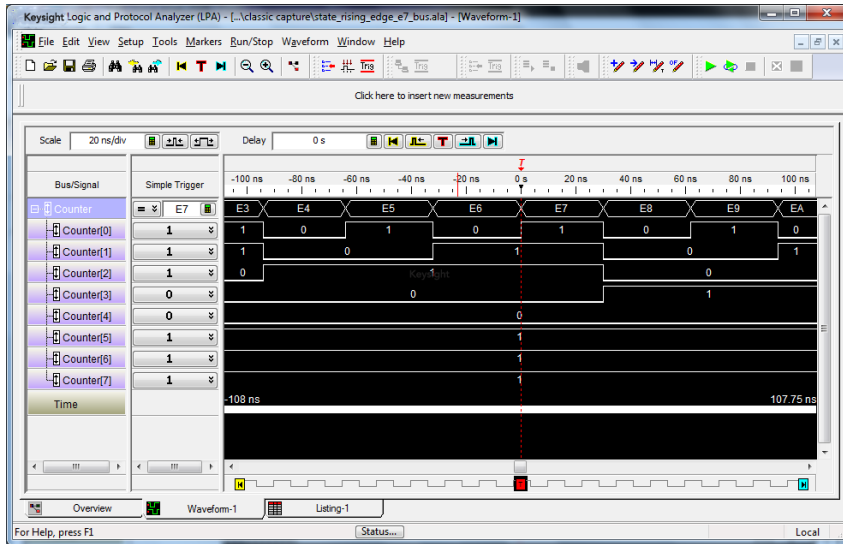 Keysight Logic and Protocol Analyzer (LPA) - [...\classic capture\state_rising_edge_e7_bus.ala] - [Waveform-1]
File Edit View Setup Tools Markers Run/Stop Waveform Window Help
Click here to insert new measurements
Scale 20 ns/div Delay 0 s
T
Bus/Signal Simple Trigger -100 ns -80 ns -60 ns -40 ns -20 ns 0 s 20 ns 40 ns 60 ns 80 ns 100 ns
Counter = E7 E3 E4 E5 E6 E7 E8 E9 EA
Counter[0] 1 1 0 1 0 1 0 1 0
Counter[1] 1 1 0 1 0 1
Counter[2] 1 0 1 0
Keysight
Counter[3] 0 0 1
Counter[4] 0 0
Counter[5] 1 1
Counter[6] 1 1
Counter[7] 1 1
Time -108 ns 107.75 ns
T
Overview Waveform-1 Listing-1
For Help, press F1 Status... Local